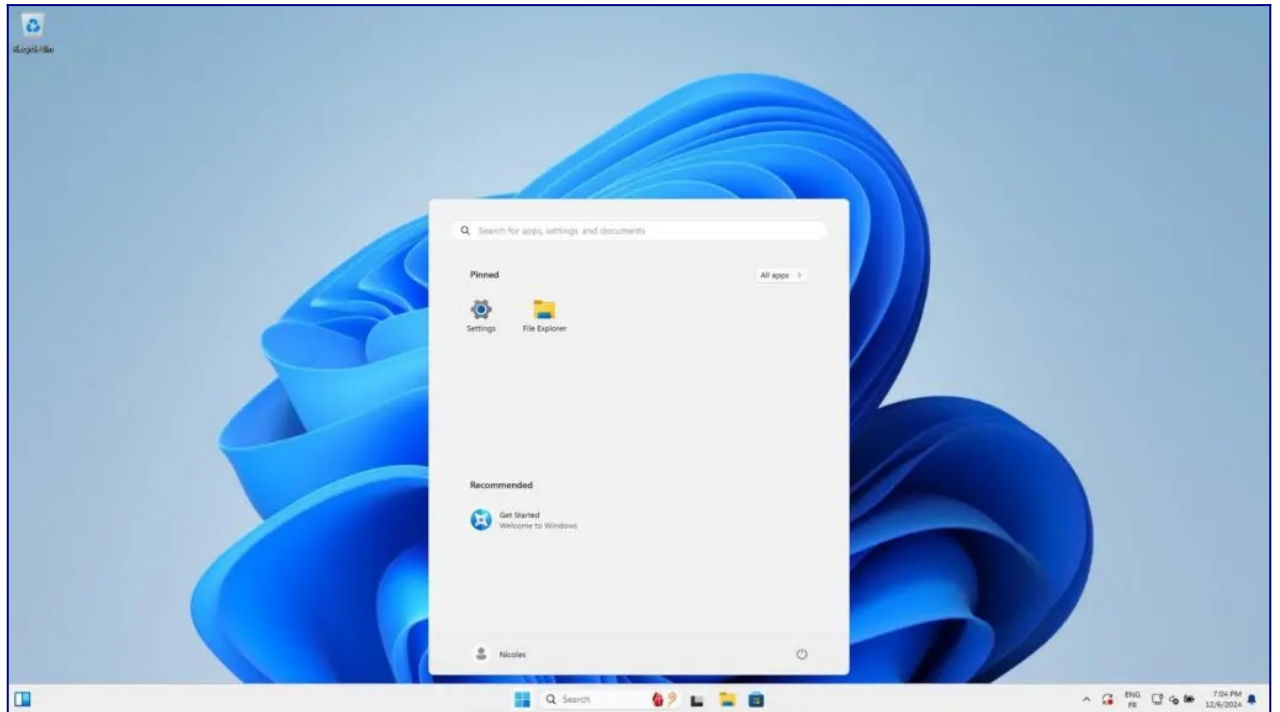 Recycle Bin
Search for apps, settings, and documents
Pinned
All apps
Settings
File Explorer
Recommended
Get Started
Welcome to Windows
Nicolas
Search
ENG
FR
7:04 PM
12/6/2024